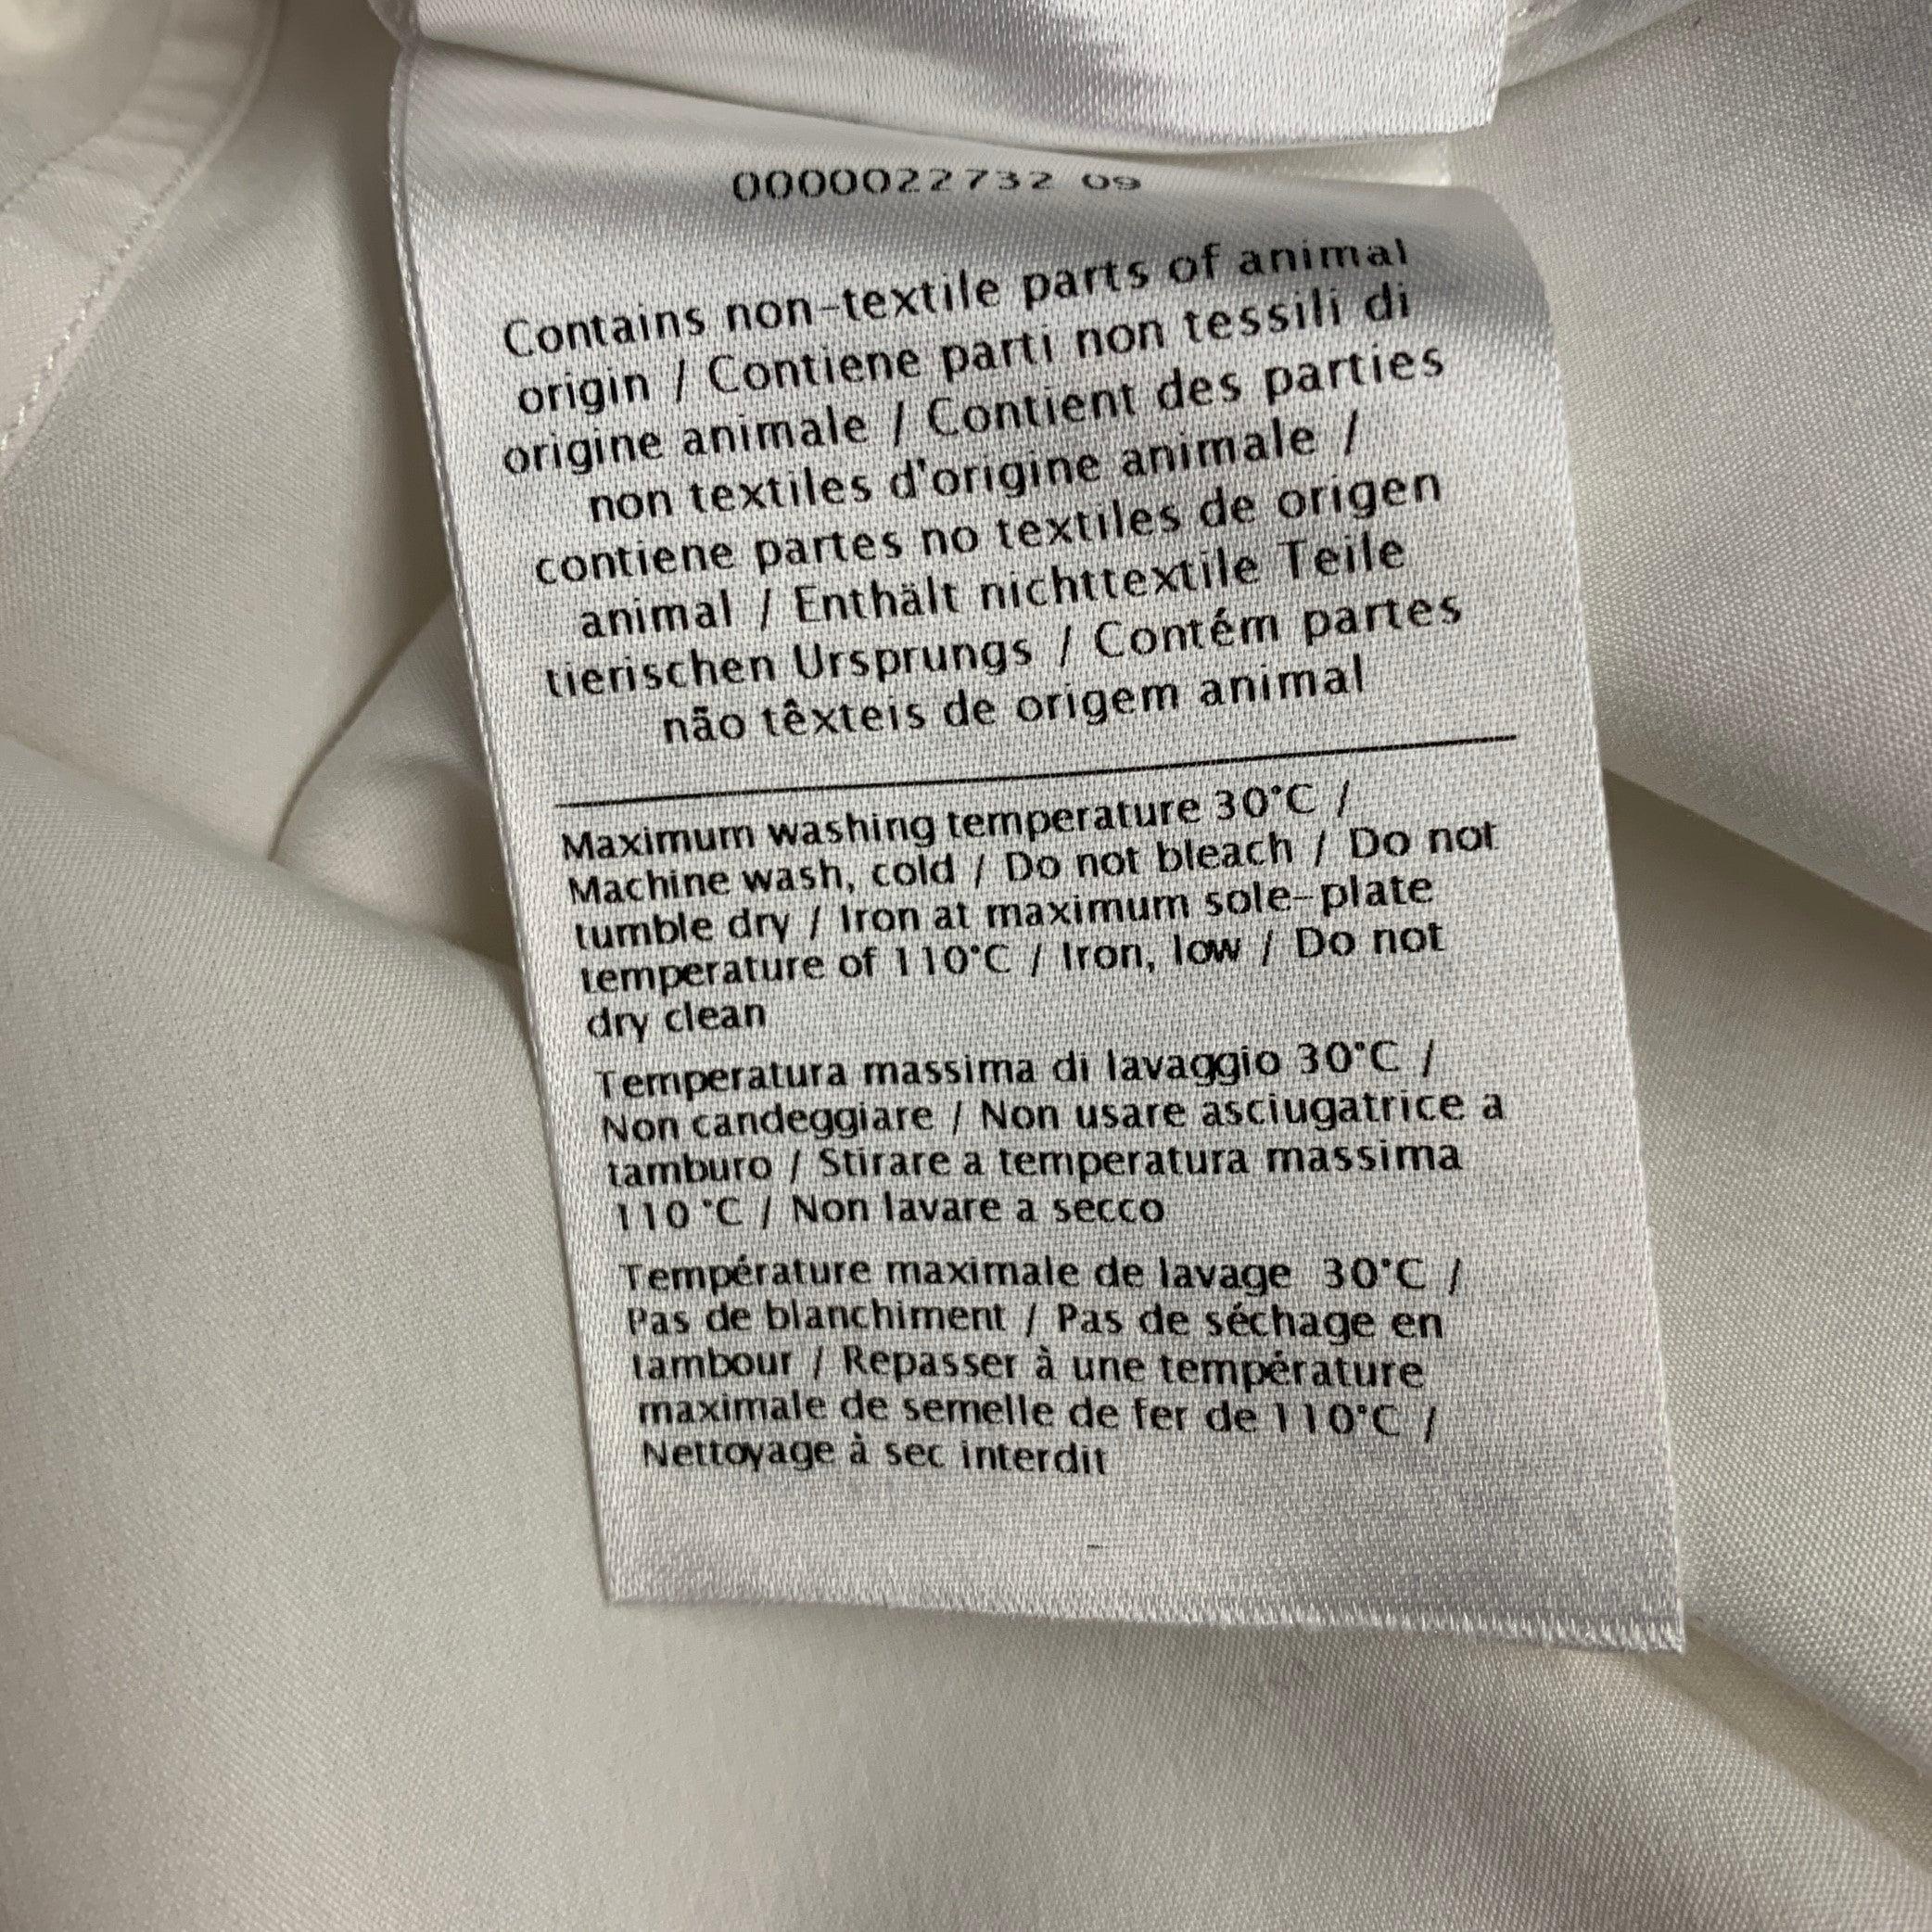 0000022732 09
Contains non-textile parts of animal
origin / Contiene parti non tessili di
origine animale / Contient des parties
non textiles d'origine animale /
contiene partes no textiles de origen
animal / Enthält nichttextile Teile
tierischen Ursprungs / Contém partes
não têxteis de origem animal
Maximum washing temperature 30°C /
Machine wash, cold / Do not bleach / Do not
tumble dry / Iron at maximum sole-plate
temperature of 110°C / Iron, low / Do not
dry clean
Temperatura massima di lavaggio 30°C /
Non candeggiare / Non usare asciugatrice a
tamburo / Stirare a temperatura massima
110 °C / Non lavare a secco
Température maximale de lavage 30°C /
Pas de blanchiment / Pas de séchage en
tambour / Repasser à une température
maximale de semelle de fer de 110°C /
Nettoyage à sec interdit